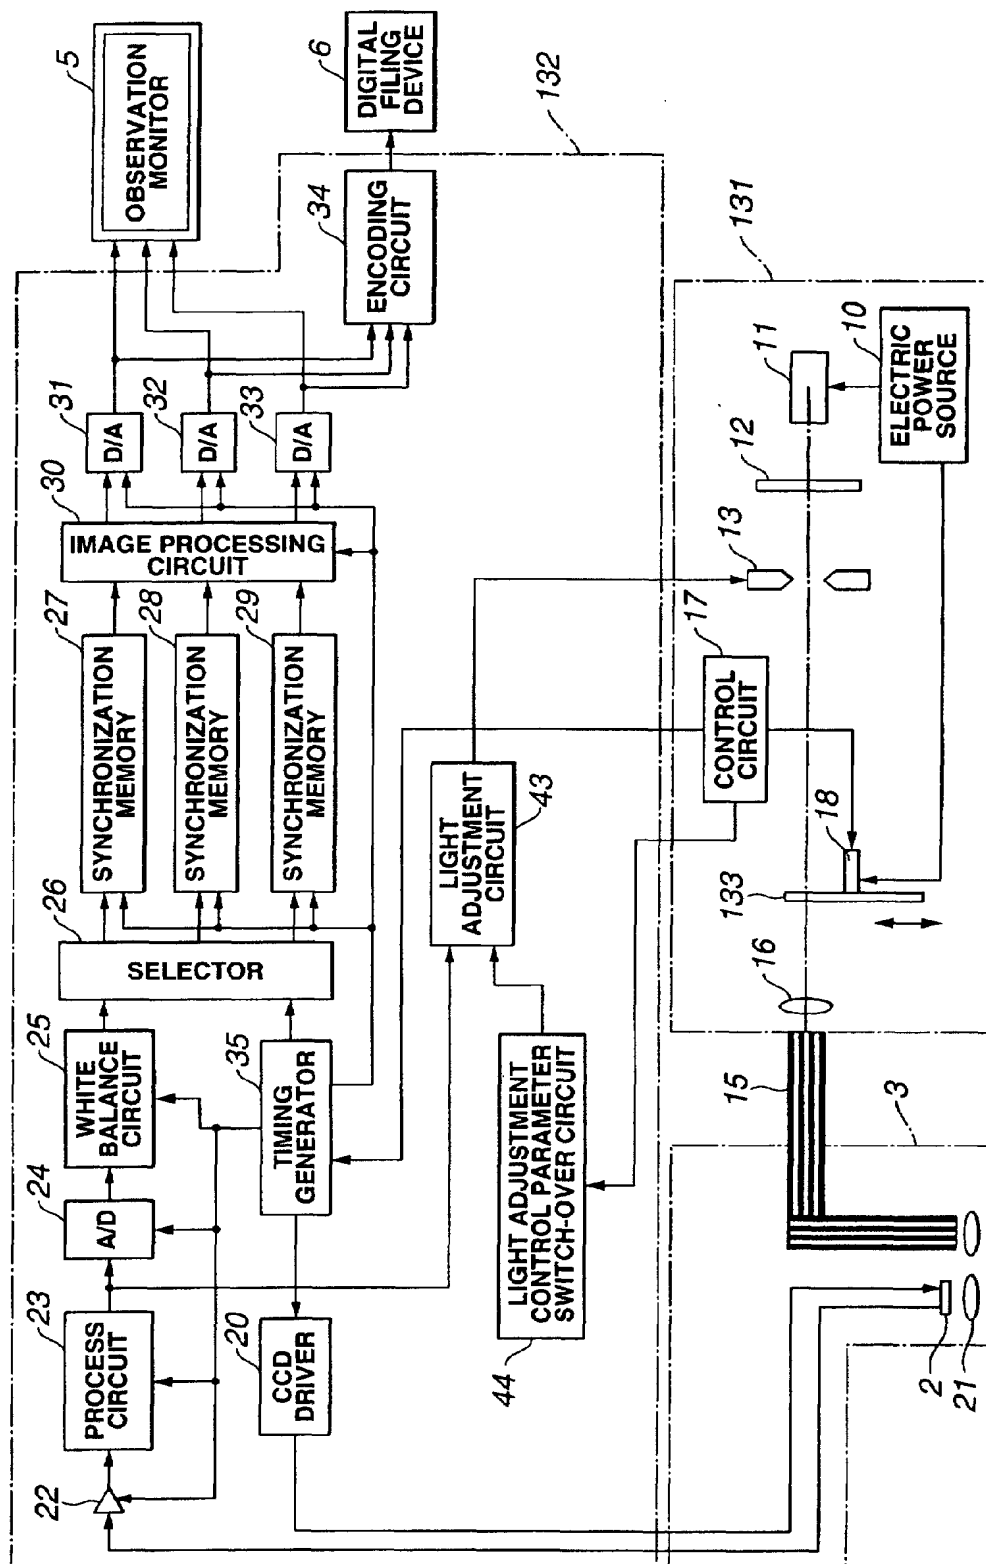 5
OBSERVATION
MONITOR
6
DIGITAL
FILING
DEVICE
132
34
ENCODING
CIRCUIT
31
D/A
32
D/A
33
D/A
30
IMAGE PROCESSING
CIRCUIT
27
SYNCHRONIZATION
MEMORY
28
SYNCHRONIZATION
MEMORY
29
SYNCHRONIZATION
MEMORY
26
SELECTOR
25
WHITE
BALANCE
CIRCUIT
24
A/D
23
PROCESS
CIRCUIT
22
35
TIMING
GENERATOR
20
CCD
DRIVER
43
LIGHT
ADJUSTMENT
CIRCUIT
44
LIGHT ADJUSTMENT
CONTROL PARAMETER
SWITCH-OVER CIRCUIT
131
11
10
ELECTRIC
POWER
SOURCE
12
13
17
CONTROL
CIRCUIT
18
133
16
15
3
2
21